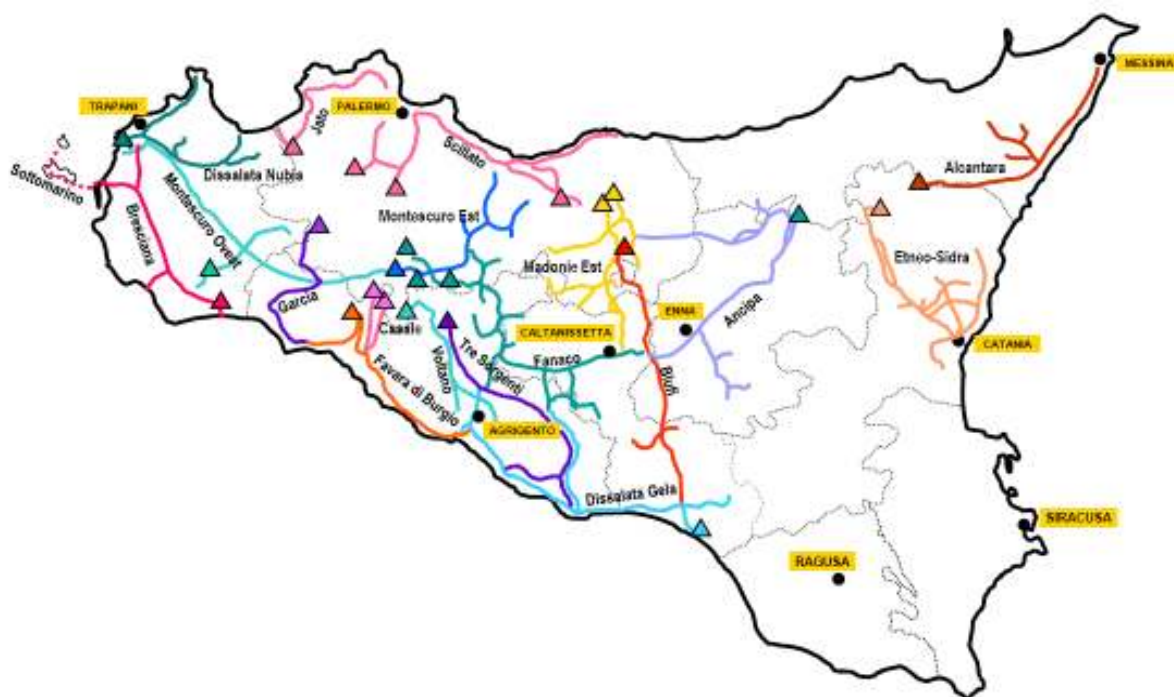 MESSINA
TRAPANI
PALERMO
Jato
Scillato
Alcantara
Dissalata Nubia
Sottomarino
Montescuro Ovest
Montescuro Est
Bresciana
Madonie Est
Etneo-Sidra
Garcia
Ancipa
ENNA
Casale
CALTANISSETTA
CATANIA
Voltano
Tre Sorgenti
Fanaco
Favara di Burgio
Blufi
AGRIGENTO
Dissalata Gela
SIRACUSA
RAGUSA